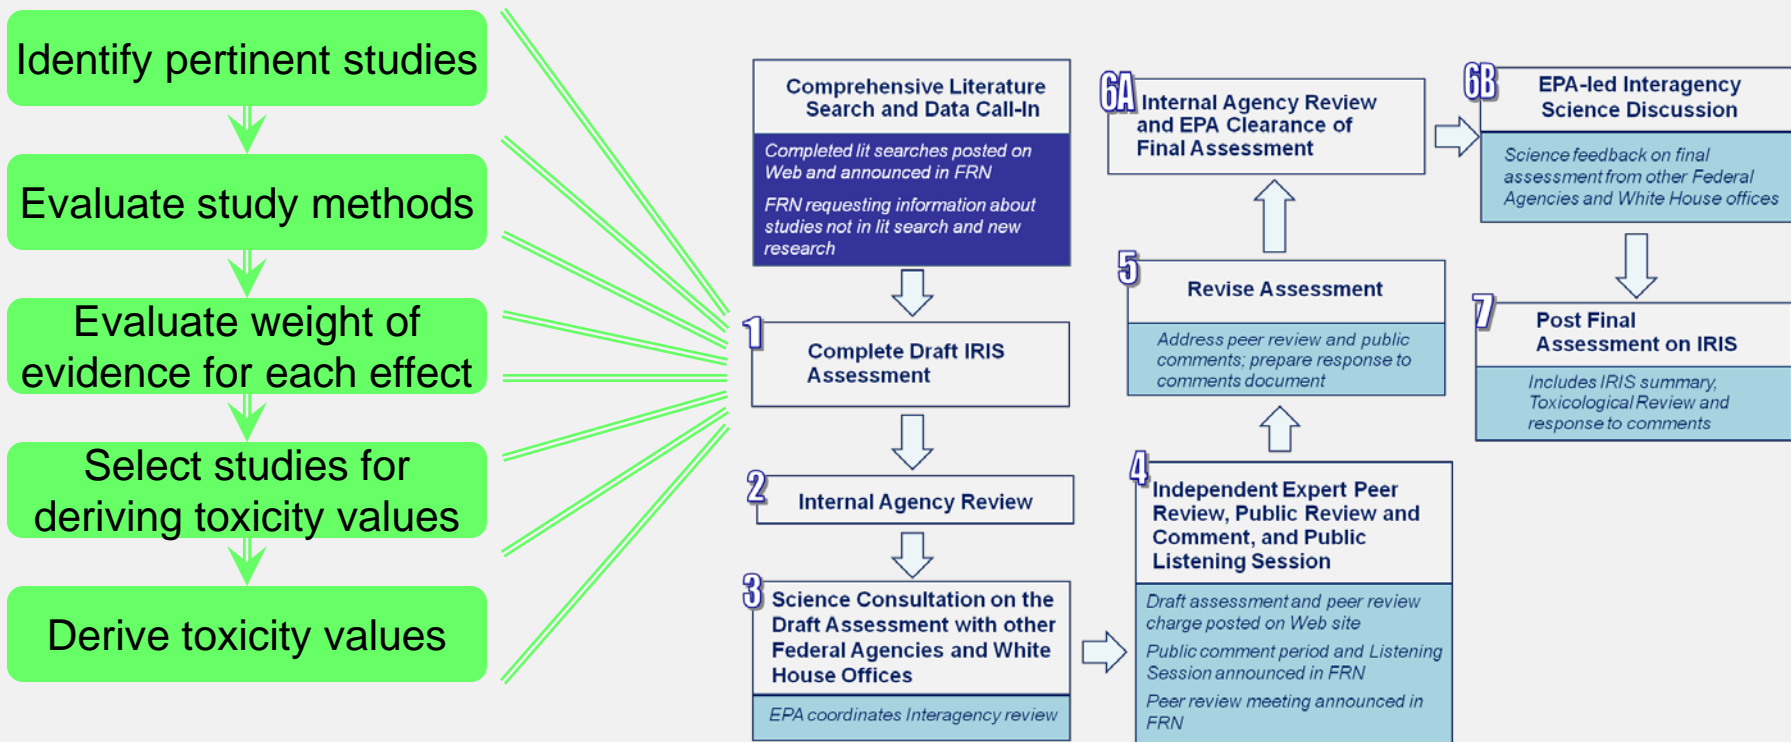 Identify pertinent studies
Evaluate study methods
Evaluate weight of
evidence for each effect
Select studies for
deriving toxicity values
Derive toxicity values
Comprehensive Literature
Search and Data Call-In
Completed lit searches posted on
Web and announced in FRN
FRN requesting information about
studies not in lit search and new
research
1
Complete Draft IRIS
Assessment
2
Internal Agency Review
3
Science Consultation on the
Draft Assessment with other
Federal Agencies and White
House Offices
EPA coordinates Interagency review
4
Independent Expert Peer
Review, Public Review and
Comment, and Public
Listening Session
Draft assessment and peer review
charge posted on Web site
Public comment period and Listening
Session announced in FRN
Peer review meeting announced in
FRN
5
Revise Assessment
Address peer review and public
comments; prepare response to
comments document
6A
Internal Agency Review
and EPA Clearance of
Final Assessment
6B
EPA-led Interagency
Science Discussion
Science feedback on final
assessment from other Federal
Agencies and White House offices
7
Post Final
Assessment on IRIS
Includes IRIS summary,
Toxicological Review and
response to comments